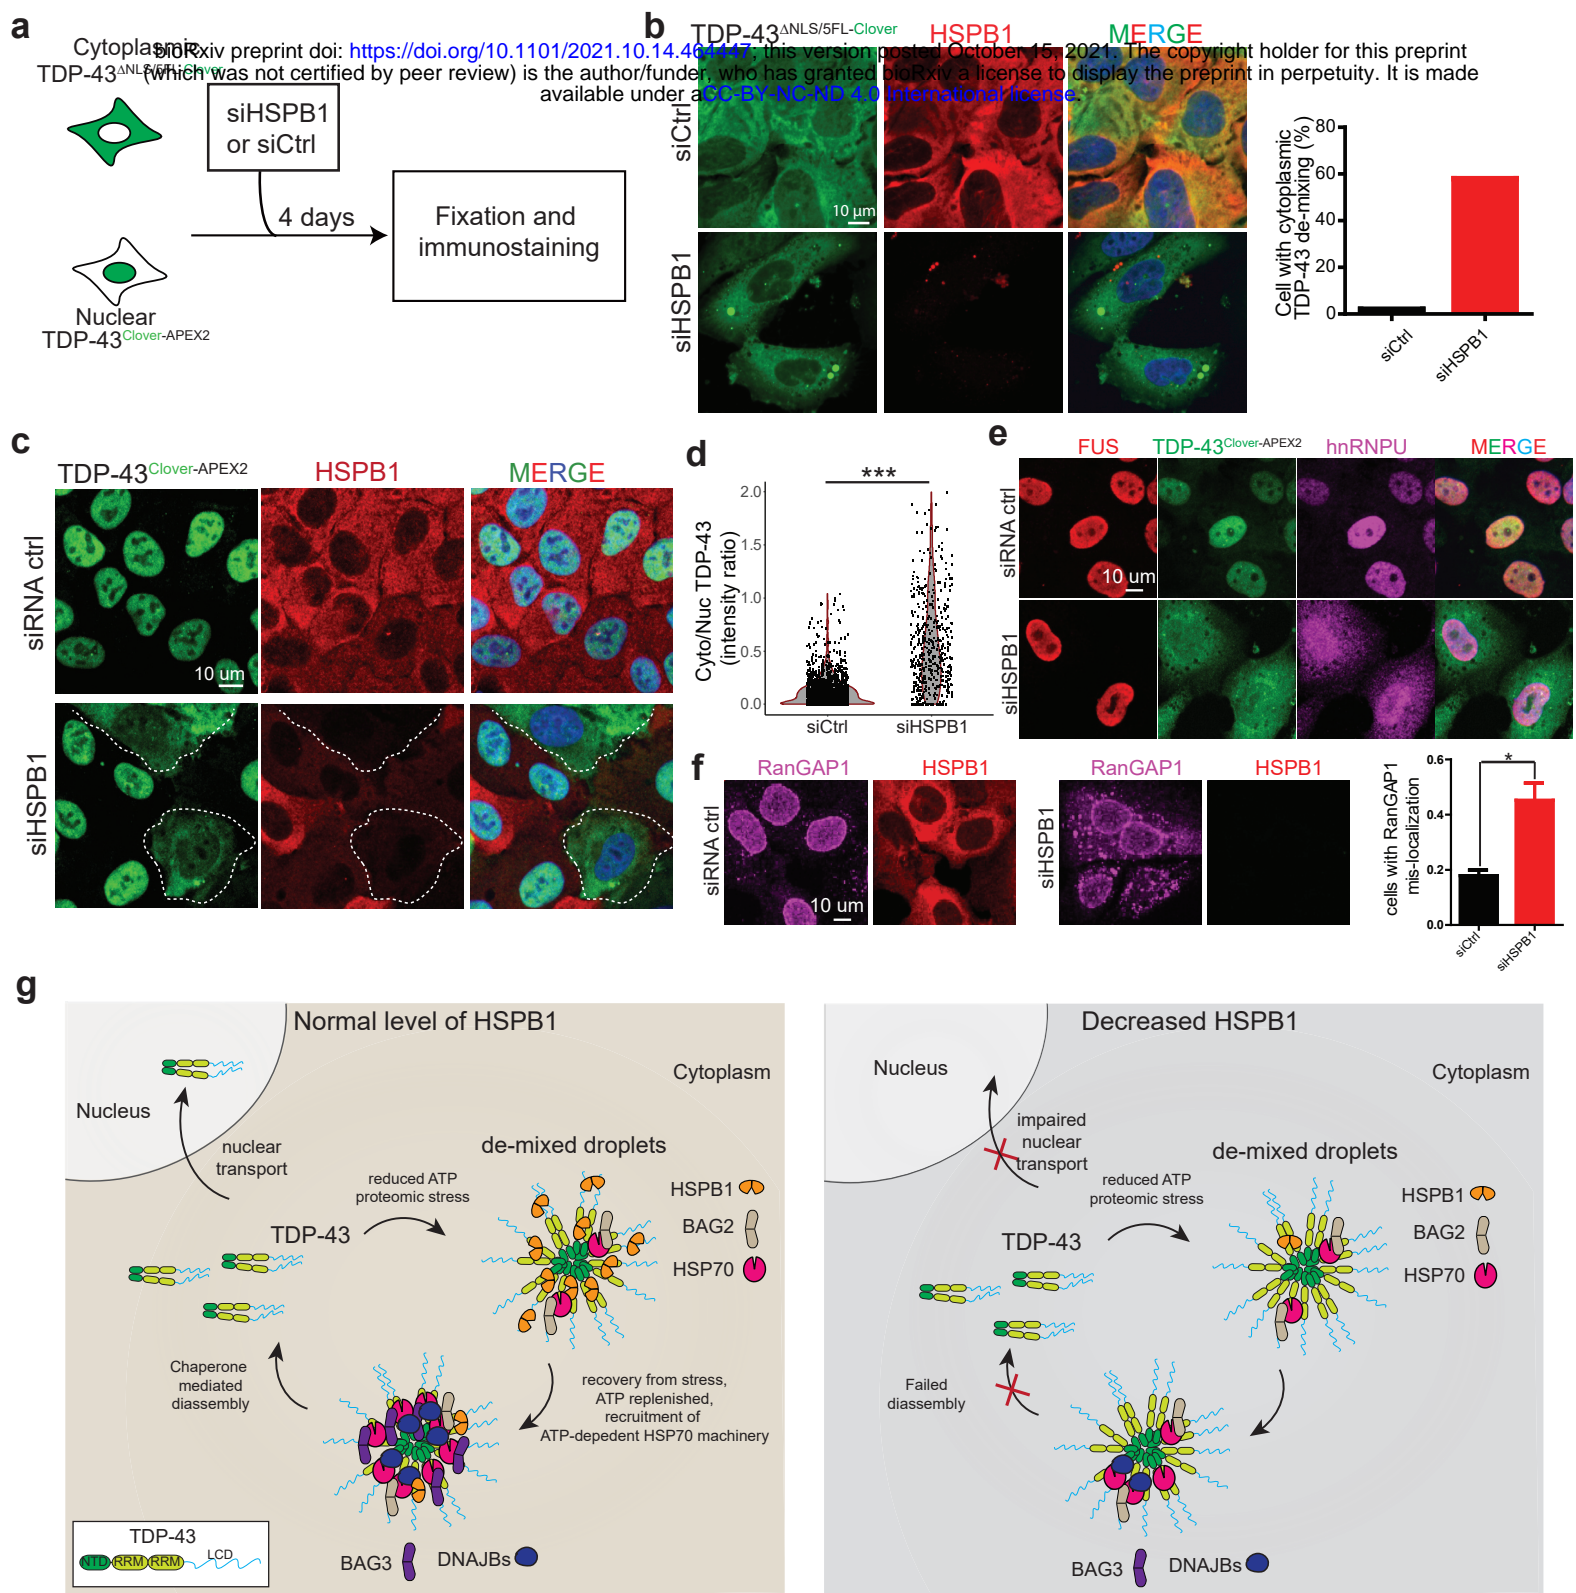 a
Cytoplasmic
TDP-43ΔNLS/5FL-Clover
bioRxiv preprint doi: https://doi.org/10.1101/2021.10.14.464447; this version posted October 15, 2021. The copyright holder for this preprint
(which was not certified by peer review) is the author/funder, who has granted bioRxiv a license to display the preprint in perpetuity. It is made
available under aCC-BY-NC-ND 4.0 International license.
siHSPB1
or siCtrl
4 days
Fixation and
immunostaining
Nuclear
TDP-43Clover-APEX2
b
TDP-43ΔNLS/5FL-Clover
HSPB1
MERGE
siCtrl
10 µm
siHSPB1
Cell with cytoplasmic
TDP-43 de-mixing (%)
80
60
40
20
0
siCtrl
siHSPB1
c
TDP-43Clover-APEX2
HSPB1
MERGE
siRNA ctrl
10 um
siHSPB1
d
***
Cyto/Nuc TDP-43
(intensity ratio)
2.0
1.5
1.0
0.5
0.0
siCtrl
siHSPB1
e
FUS
TDP-43Clover-APEX2
hnRNPU
MERGE
siRNA ctrl
10 um
siHSPB1
f
RanGAP1
HSPB1
siRNA ctrl
10 um
RanGAP1
HSPB1
siHSPB1
cells with RanGAP1
mis-localization
0.6
0.4
0.2
0.0
*
siCtrl
siHSPB1
g
Normal level of HSPB1
Cytoplasm
Nucleus
nuclear
transport
de-mixed droplets
reduced ATP
proteomic stress
TDP-43
HSPB1
BAG2
HSP70
Chaperone
mediated
diasembly
recovery from stress,
ATP replenished,
recruitment of
ATP-depedent HSP70 machinery
TDP-43
NTD
RRM
RRM
LCD
BAG3
DNAJBs
Decreased HSPB1
Nucleus
Cytoplasm
impaired
nuclear
transport
de-mixed droplets
reduced ATP
proteomic stress
TDP-43
HSPB1
BAG2
HSP70
Failed
diasembly
BAG3
DNAJBs